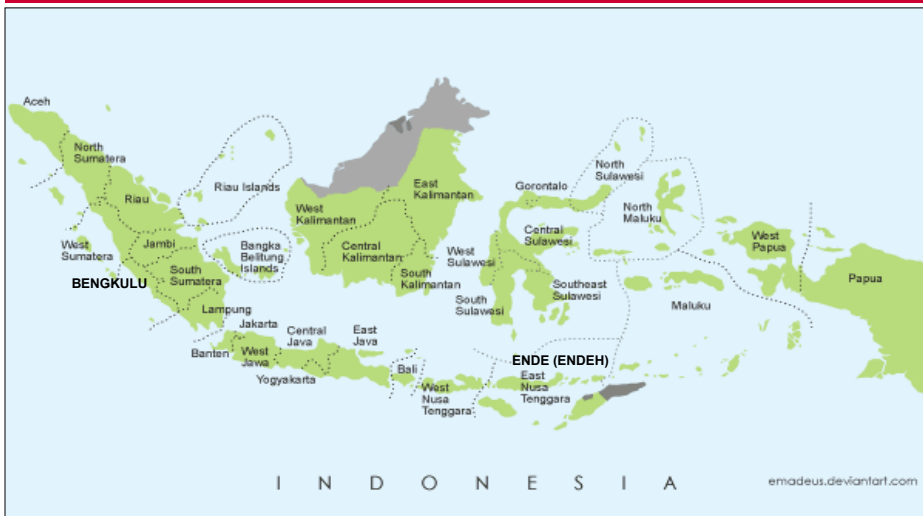 Aceh
North
Sumatera
Riau
Riau Islands
West
Sumatera
Jambi
BENGKULU
South
Sumatera
Bangka
Belitung
Islands
Lampung
West
Kalimantan
Central
Kalimantan
East
Kalimantan
South
Kalimantan
Gorontalo
North
Sulawesi
Central
Sulawesi
West
Sulawesi
South
Sulawesi
Southeast
Sulawesi
North
Maluku
Maluku
West
Papua
Papua
Jakarta
Banten
West
Jawa
Central
Java
Yogyakarta
East
Java
Bali
West
Nusa
Tenggara
ENDE (ENDEH)
East
Nusa
Tenggara
INDONESIA
emadeus.deviantart.com